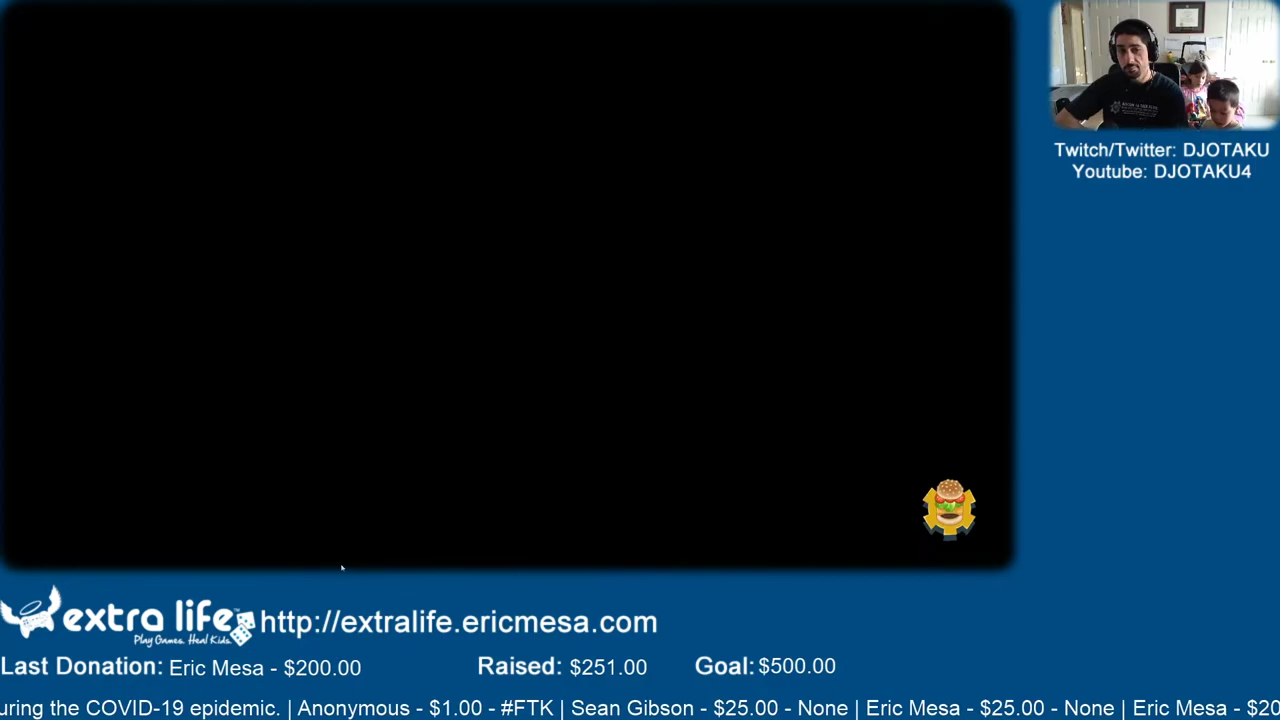 Twitch/Twitter: DJOTAKU
Youtube: DJOTAKU4
extra life
Play Games. Heal Kids.
http://extralife.ericmesa.com
Last Donation: Eric Mesa - $200.00
Raised: $251.00
Goal: $500.00
uring the COVID-19 epidemic. | Anonymous - $1.00 - #FTK | Sean Gibson - $25.00 - None | Eric Mesa - $25.00 - None | Eric Mesa - $20